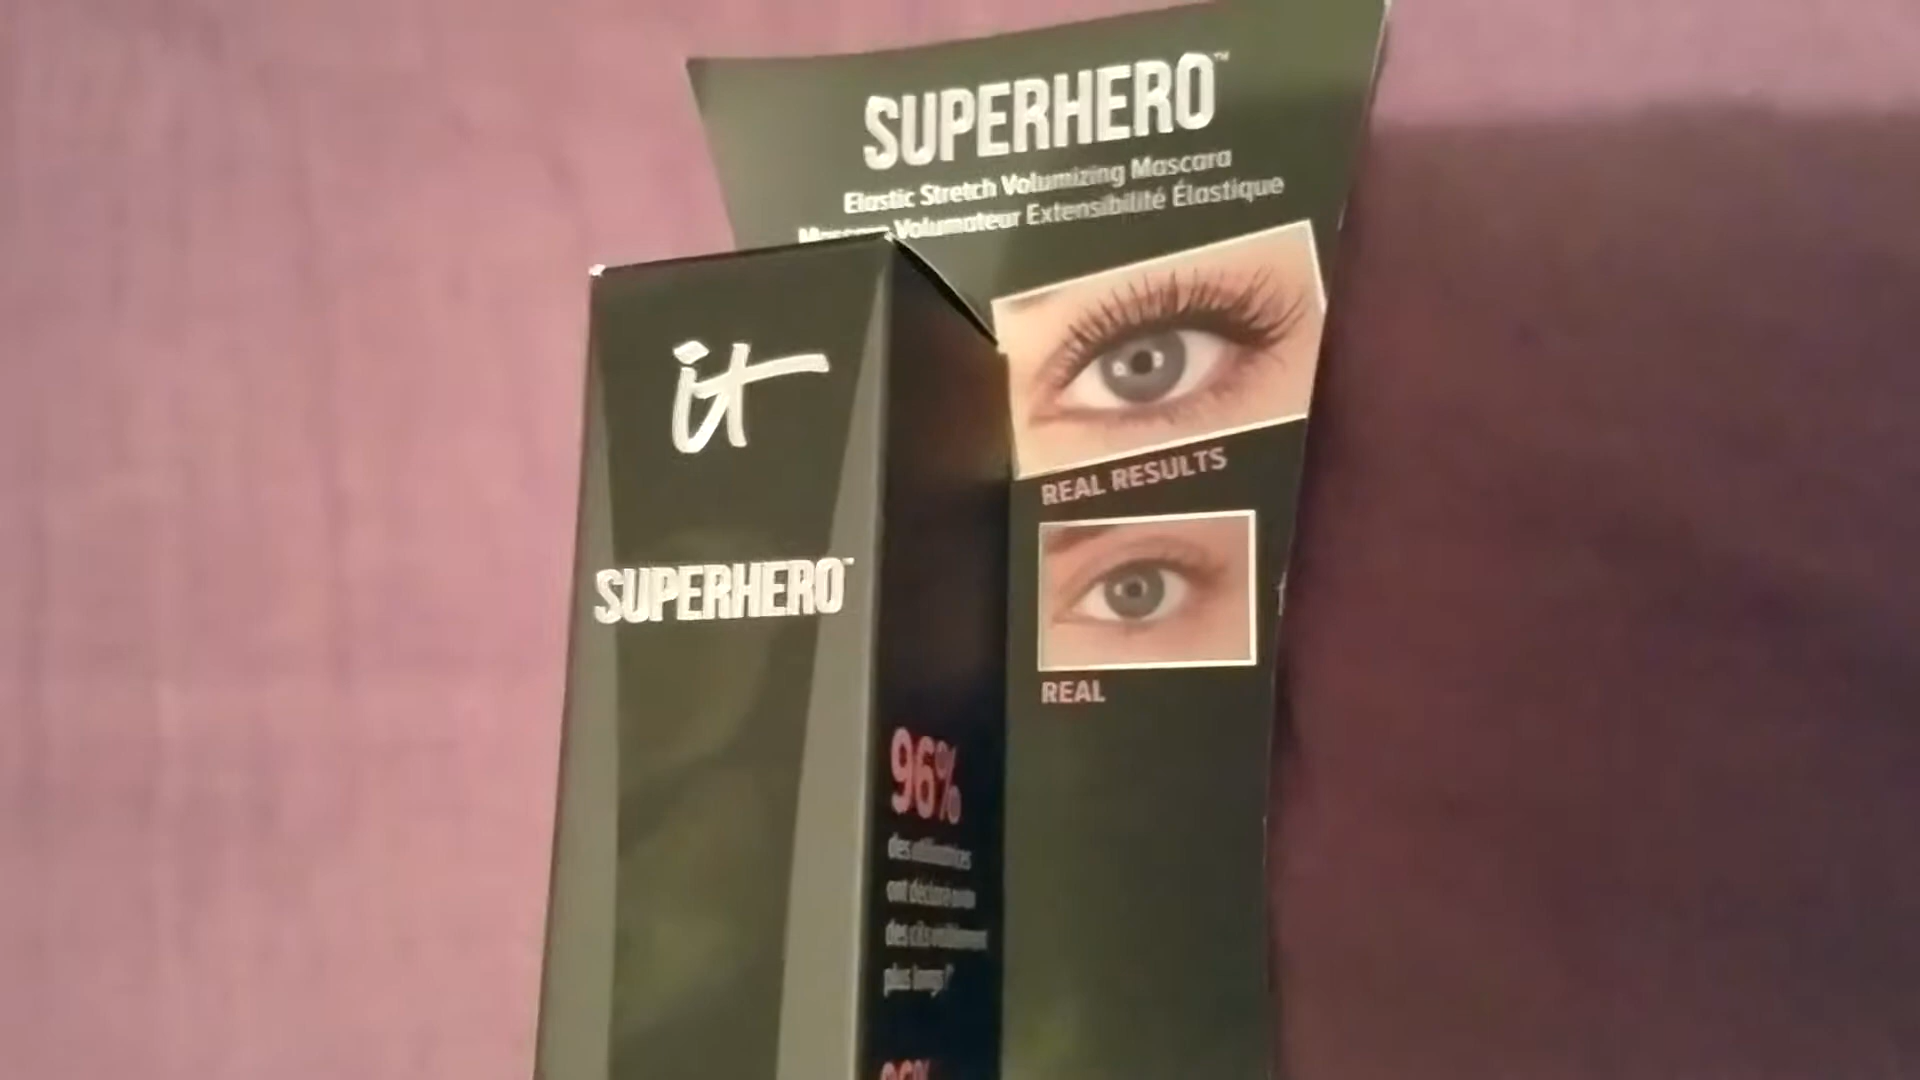 SUPERHERO™
Elastic Stretch Volumizing Mascara
Mascara Volumateur Extensibilité Élastique
it
SUPERHERO™
REAL RESULTS
REAL
96%
des utilisatrices
ont déclaré avoir
des cils visiblement
plus longs!*